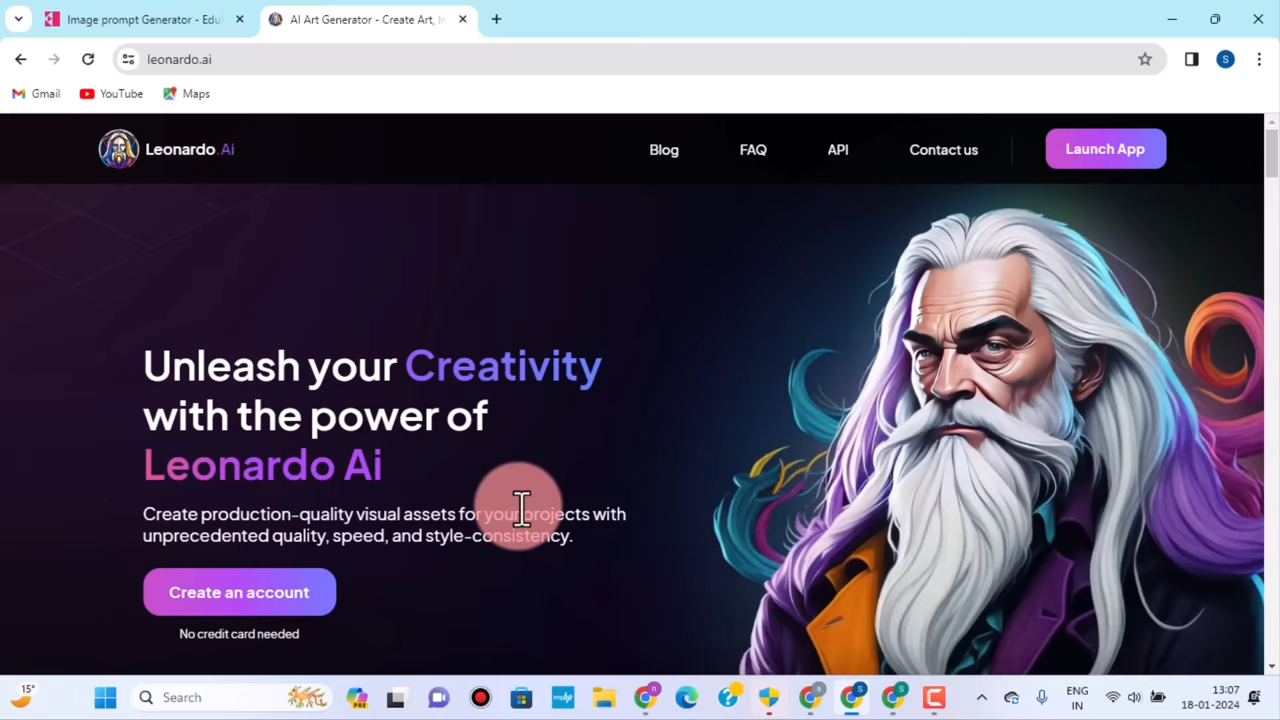 Image prompt Generator - Edu
AI Art Generator - Create Art, I
leonardo.ai
Gmail
YouTube
Maps
Leonardo.Ai
Blog
FAQ
API
Contact us
Launch App
Unleash your Creativity
with the power of
Leonardo Ai
Create production-quality visual assets for your projects with
unprecedented quality, speed, and style-consistency.
Create an account
No credit card needed
15°
Search
PRE
ENG
IN
13:07
18-01-2024